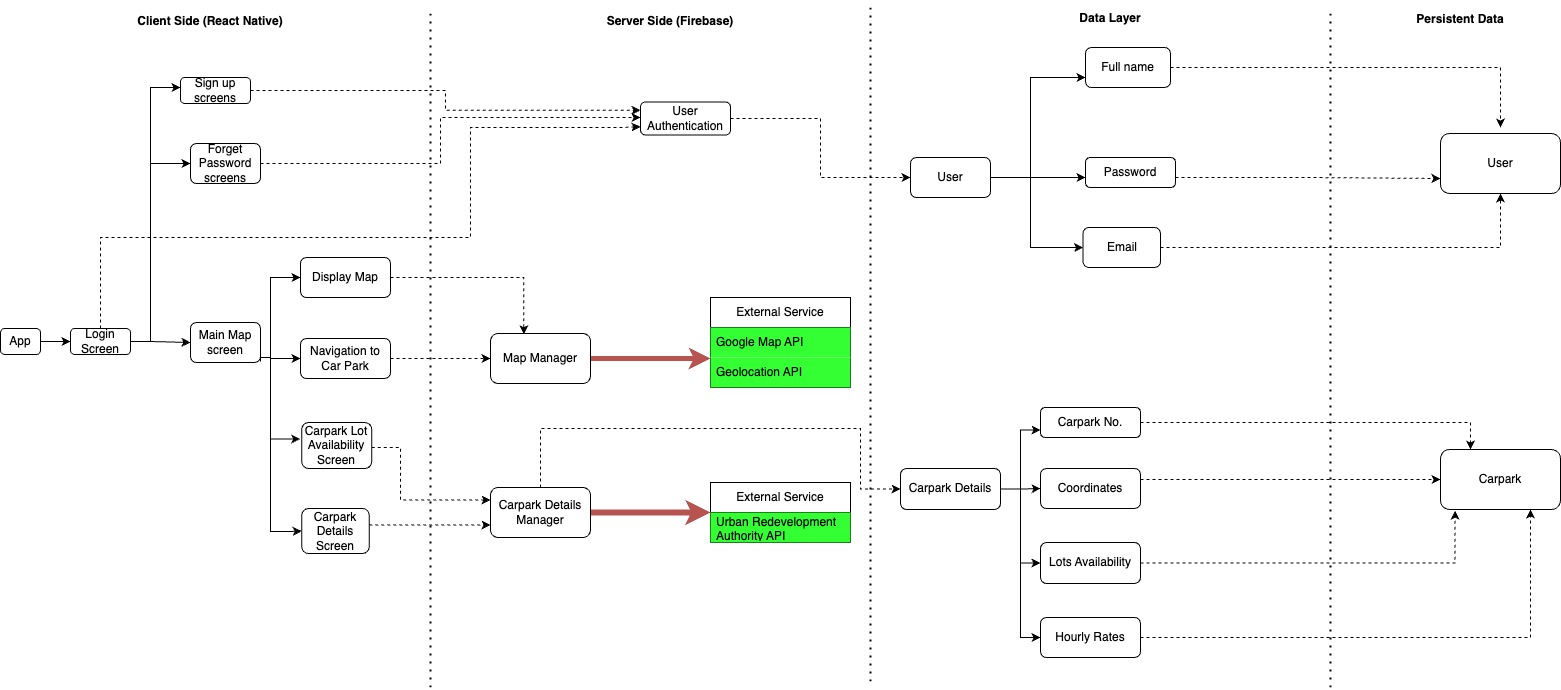 Client Side (React Native)
Server Side (Firebase)
Data Layer
Persistent Data
Sign up
screens
Forget
Password
screens
App
Login
Screen
Main Map
screen
Display Map
Navigation to
Car Park
Carpark Lot
Availability
Screen
Carpark
Details
Screen
User
Authentication
Map Manager
External Service
Google Map API
Geolocation API
Carpark Details
Manager
External Service
Urban Redevelopment
Authority API
User
Full name
Password
Email
Carpark Details
Carpark No.
Coordinates
Lots Availability
Hourly Rates
User
Carpark